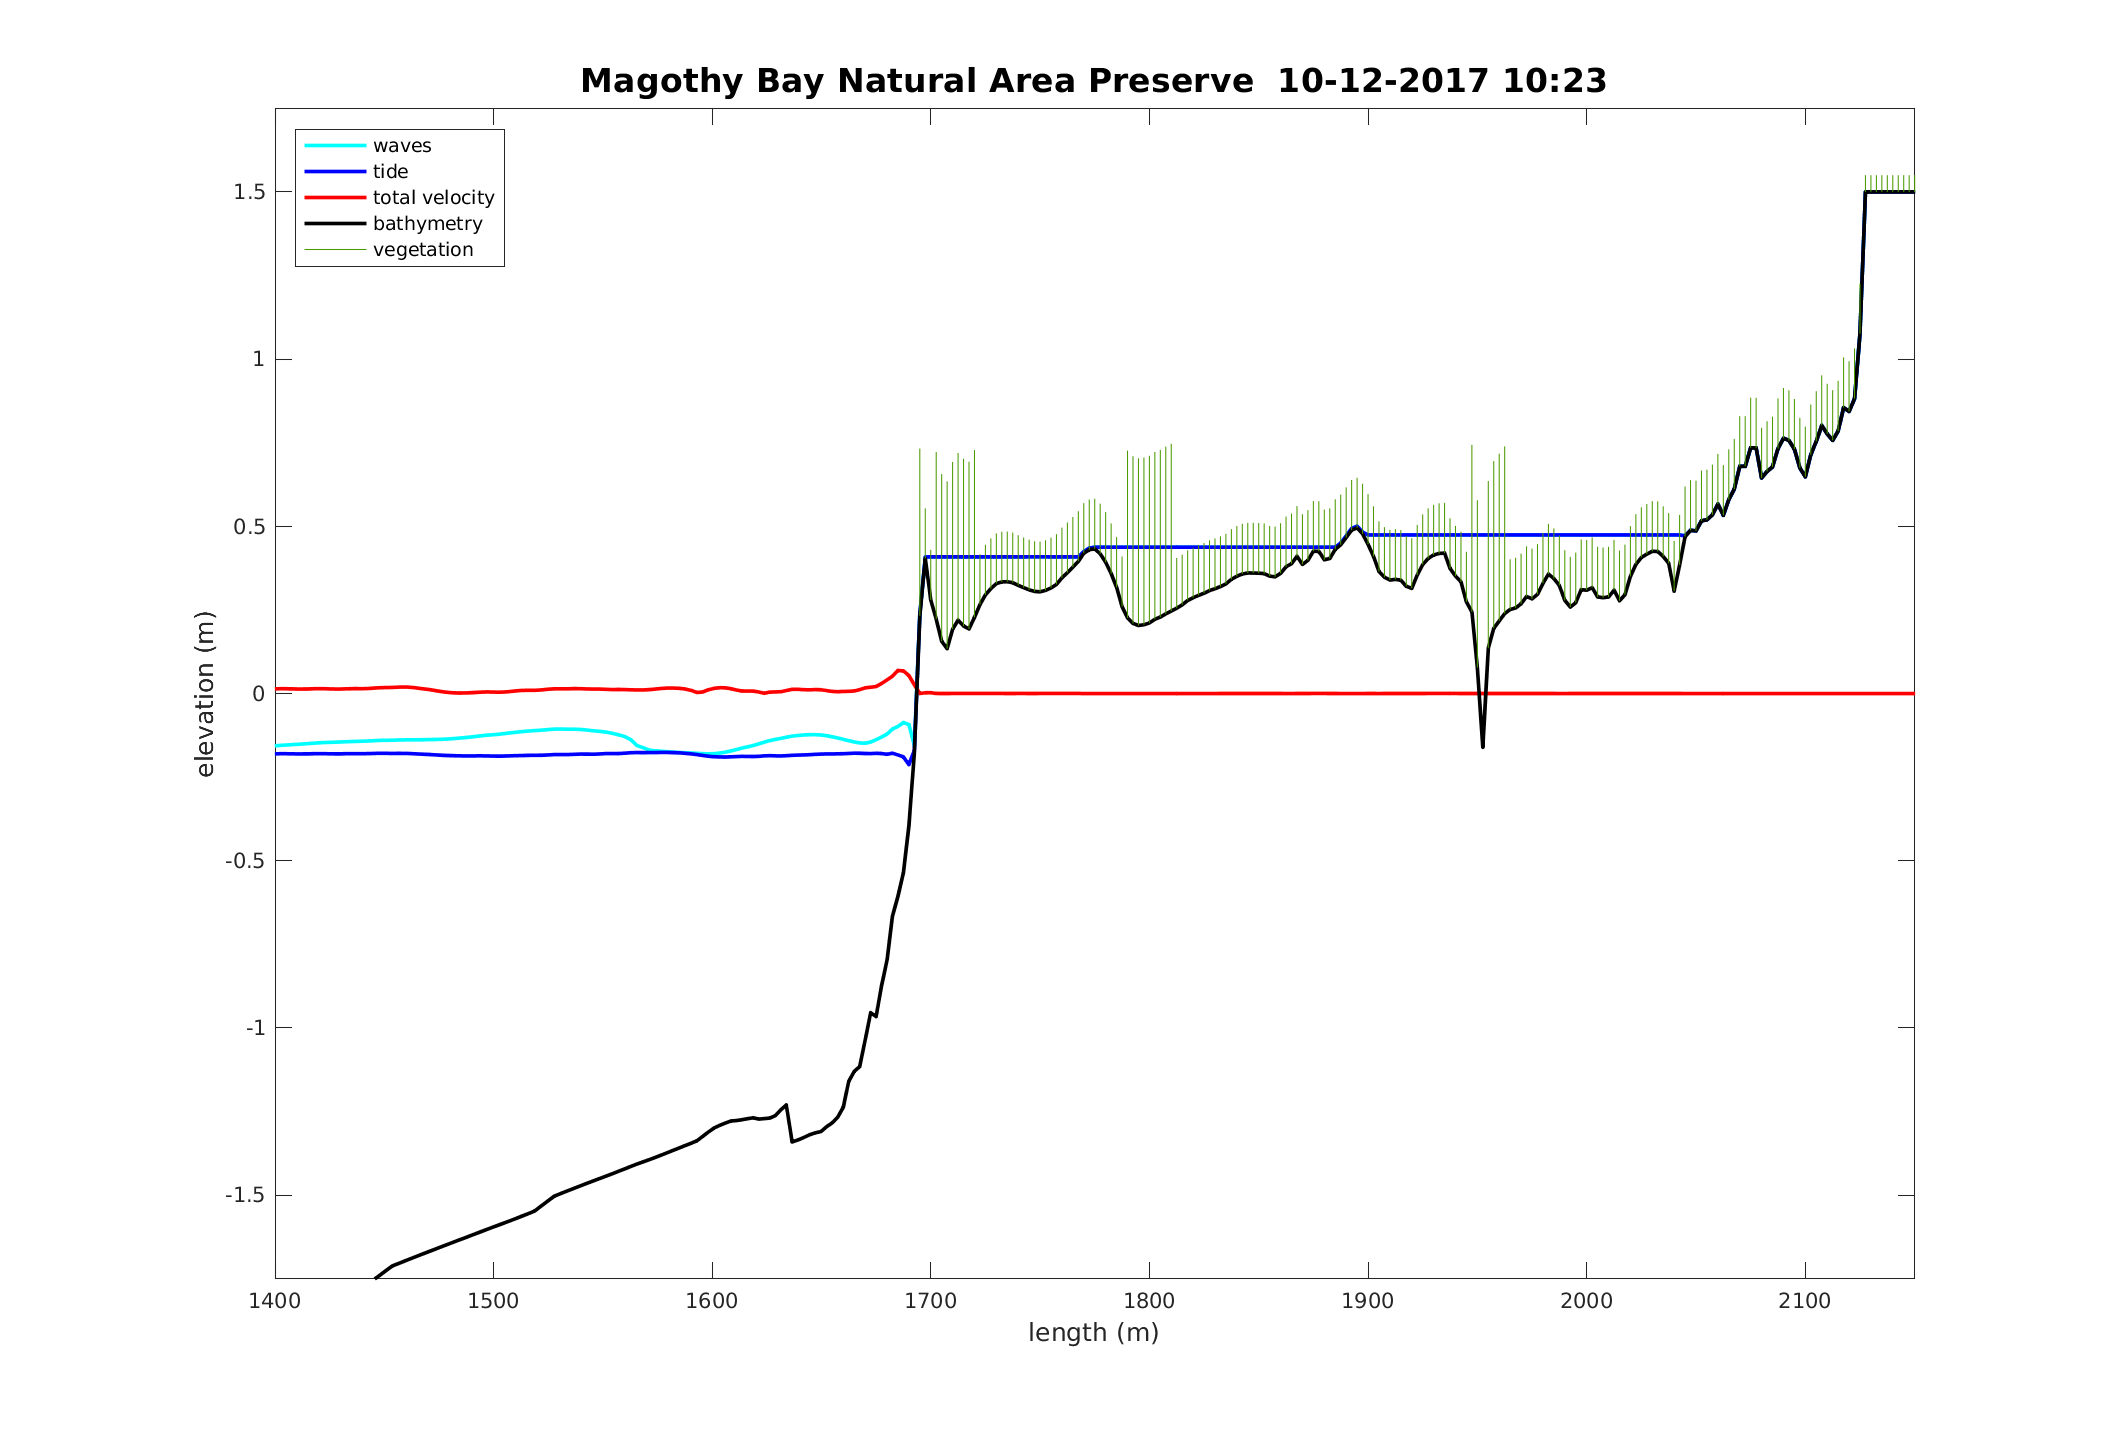 Magothy Bay Natural Area Preserve 10-12-2017 10:23
waves
tide
total velocity
bathymetry
vegetation
1.5
1
0.5
0
-0.5
-1
-1.5
elevation (m)
1400 1500 1600 1700 1800 1900 2000 2100
length (m)